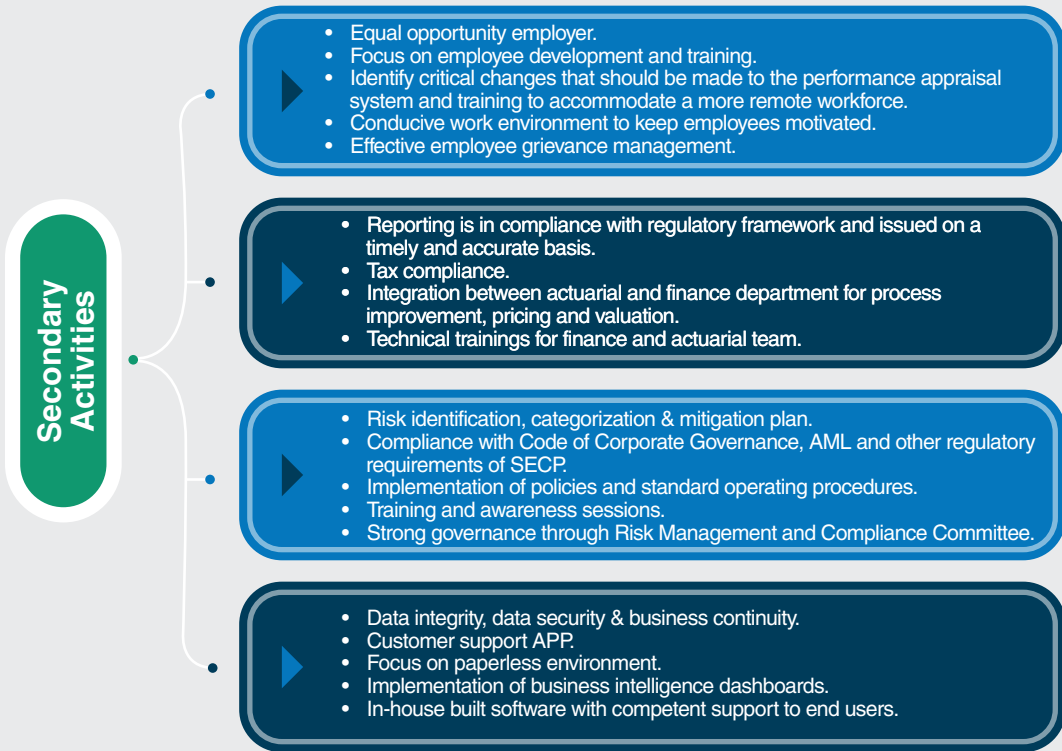 Secondary
Activities
• Equal opportunity employer.
• Focus on employee development and training.
• Identify critical changes that should be made to the performance appraisal
system and training to accommodate a more remote workforce.
• Conducive work environment to keep employees motivated.
• Effective employee grievance management.
• Reporting is in compliance with regulatory framework and issued on a
timely and accurate basis.
• Tax compliance.
• Integration between actuarial and finance department for process
improvement, pricing and valuation.
• Technical trainings for finance and actuarial team.
• Risk identification, categorization & mitigation plan.
• Compliance with Code of Corporate Governance, AML and other regulatory
requirements of SECP.
• Implementation of policies and standard operating procedures.
• Training and awareness sessions.
• Strong governance through Risk Management and Compliance Committee.
• Data integrity, data security & business continuity.
• Customer support APP.
• Focus on paperless environment.
• Implementation of business intelligence dashboards.
• In-house built software with competent support to end users.